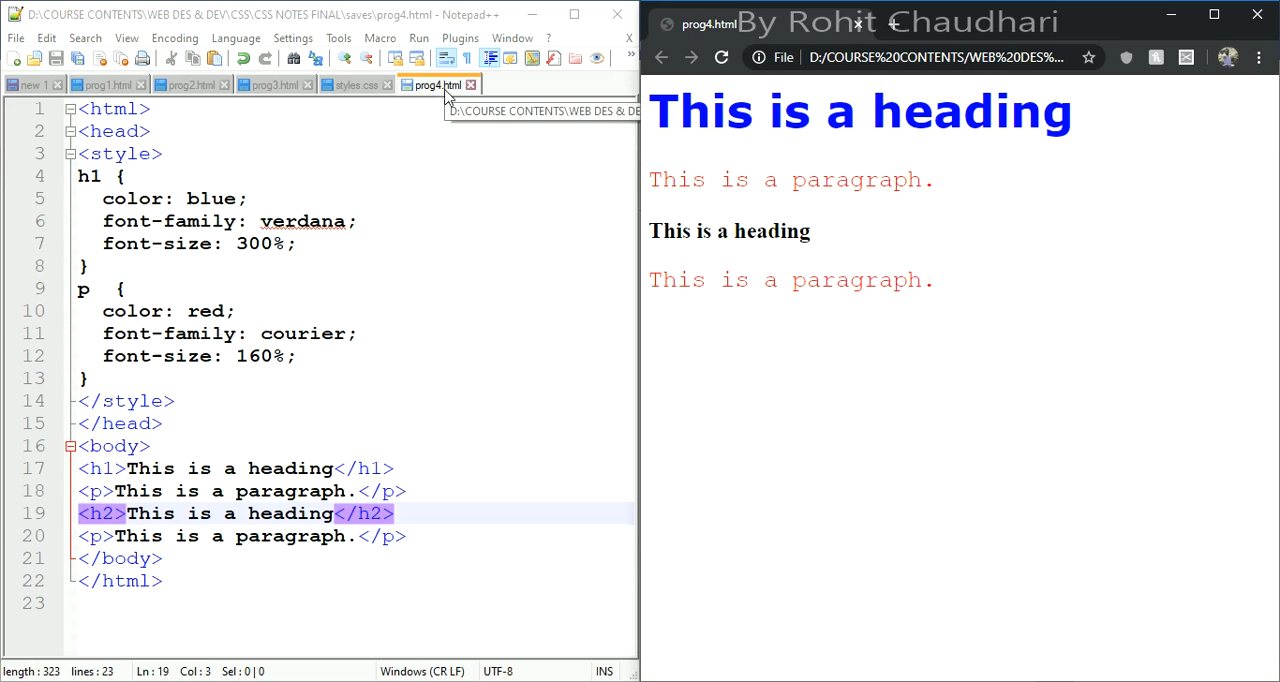 D:\COURSE CONTENTS\WEB DES & DEV\CSS\CSS NOTES FINAL\saves\prog4.html - Notepad++
File Edit Search View Encoding Language Settings Tools Macro Run Plugins Window ? X
new 1 prog1.html prog2.html prog3.html styles.css prog4.html
D:\COURSE CONTENTS\WEB DES & DE
1 <html>
2 <head>
3 <style>
4 h1 {
5 color: blue;
6 font-family: verdana;
7 font-size: 300%;
8 }
9 p {
10 color: red;
11 font-family: courier;
12 font-size: 160%;
13 }
14 </style>
15 </head>
16 <body>
17 <h1>This is a heading</h1>
18 <p>This is a paragraph.</p>
19 <h2>This is a heading</h2>
20 <p>This is a paragraph.</p>
21 </body>
22 </html>
23
length : 323 lines : 23 Ln : 19 Col : 3 Sel : 0 | 0 Windows (CR LF) UTF-8 INS
prog4.html
By Rohit Chaudhari
File D:/COURSE%20CONTENTS/WEB%20DES%...
This is a heading
This is a paragraph.
This is a heading
This is a paragraph.